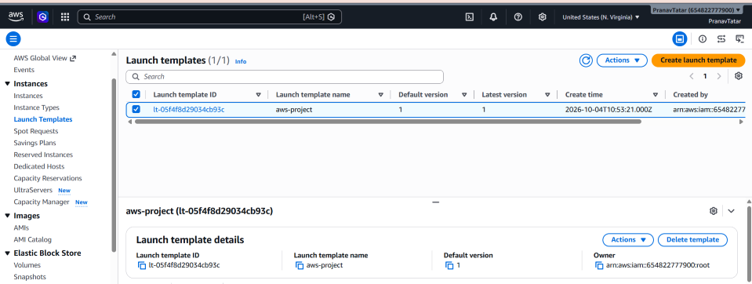 aws
Search
[Alt+S]
United States (N. Virginia) ▼
PranavTatar (654822777900) ▼
PranavTatar
AWS Global View
Events
Instances
Instances
Instance Types
Launch Templates
Spot Requests
Savings Plans
Reserved Instances
Dedicated Hosts
Capacity Reservations
UltraServers New
Capacity Manager New
Images
AMIs
AMI Catalog
Elastic Block Store
Volumes
Snapshots
Launch templates (1/1) Info
Actions ▼
Create launch template
Search
1
Launch template ID
Launch template name
Default version
Latest version
Create time
Created by
lt-05f4f8d29034cb93c
aws-project
1
1
2026-10-04T10:53:21.000Z
arn:aws:iam::6548227779
aws-project (lt-05f4f8d29034cb93c)
Launch template details
Actions ▼
Delete template
Launch template ID
lt-05f4f8d29034cb93c
Launch template name
aws-project
Default version
1
Owner
arn:aws:iam::654822777900:root